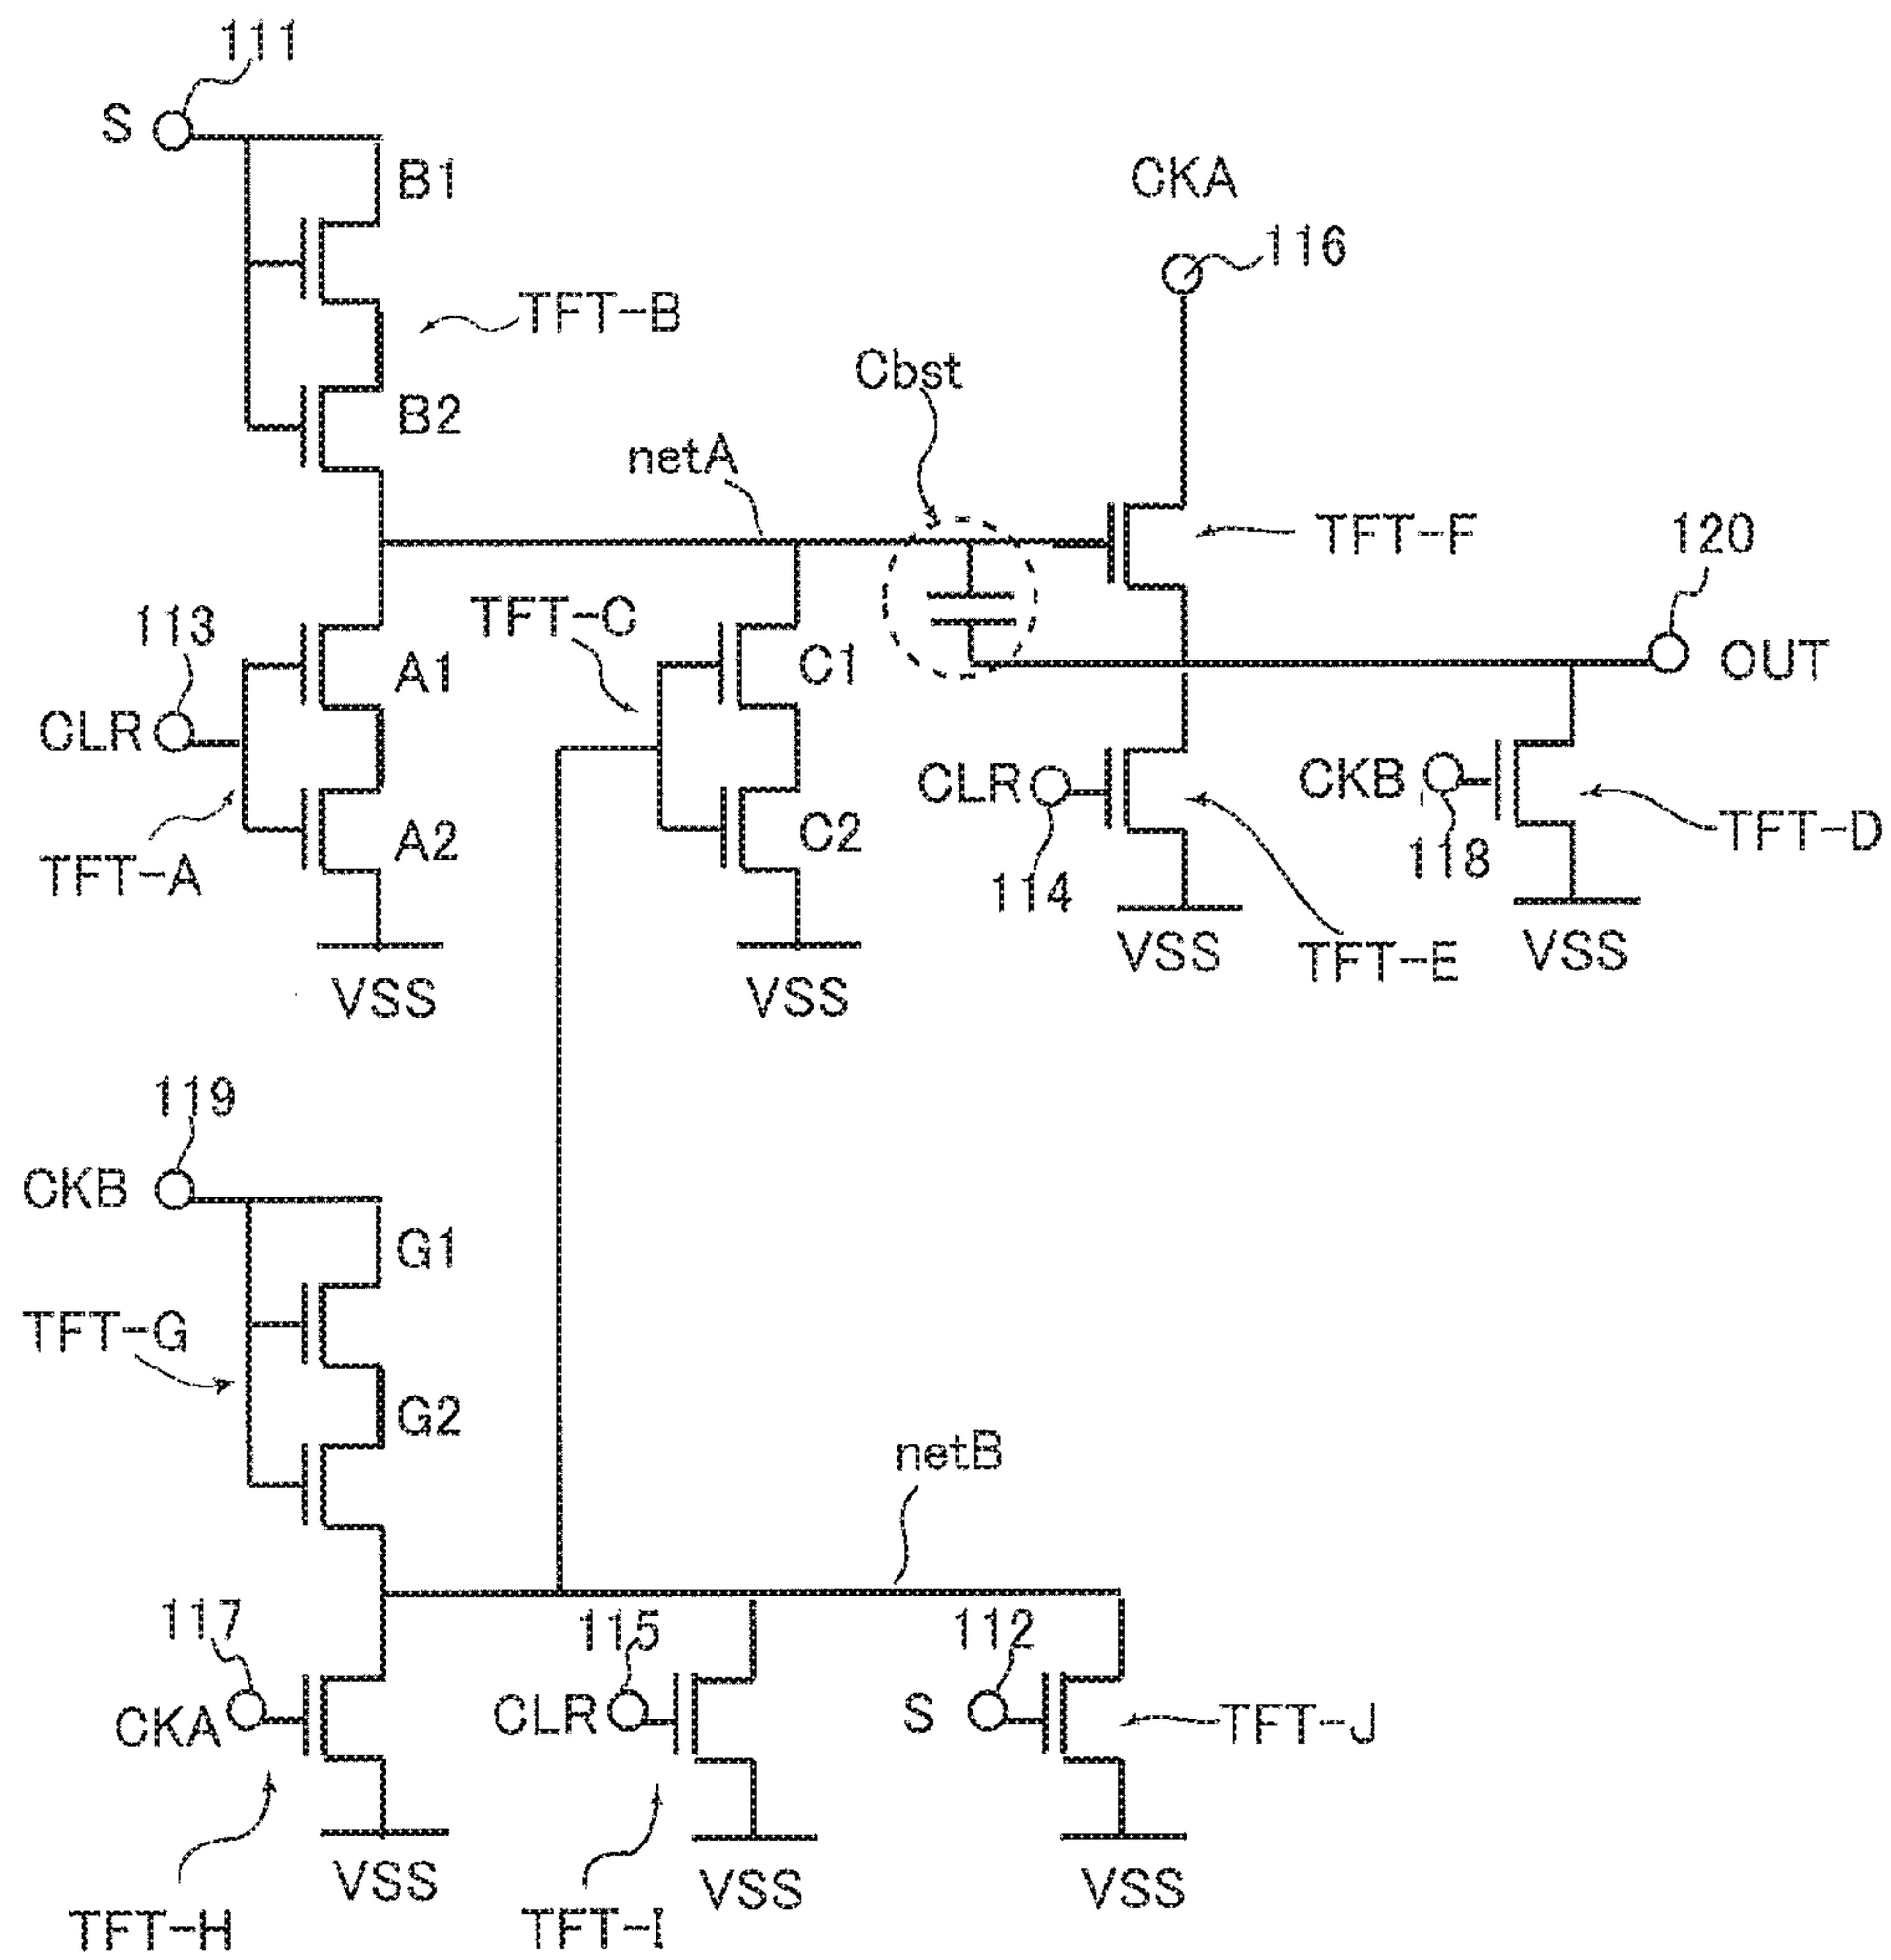 111
S
B1
CKA
116
TFT-B
Cbst
B2
netA
TFT-F
120
113
TFT-C
A1
C1
OUT
CLR
CLR
CKB
A2
C2
TFT-D
TFT-A
114
118
VSS
TFT-E
VSS
VSS
VSS
119
CKB
G1
TFT-G
G2
netB
117
115
112
CKA
CLR
S
TFT-J
VSS
VSS
VSS
TFT-H
TFT-I